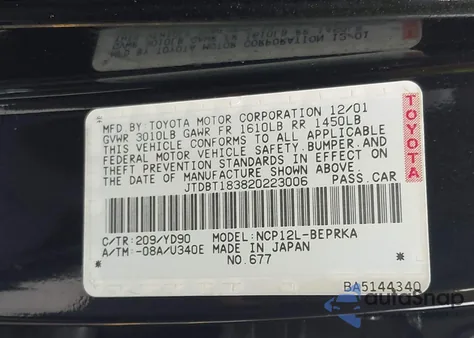 MFD BY TOYOTA MOTOR CORPORATION 12/01
GVWR 3010LB GAWR FR 1610LB RR 1450LB
THIS VEHICLE CONFORMS TO ALL APPLICABLE
FEDERAL MOTOR VEHICLE SAFETY,BUMPER,AND
THEFT PREVENTION STANDARDS IN EFFECT ON
THE DATE OF MANUFACTURE SHOWN ABOVE.
JTDBT183820223006 PASS.CAR
C/TR:209/YD90 MODEL:NCP12L-BEPRKA
A/TM:-08A/U340E MADE IN JAPAN
NO.677
BA5144340
TOYOTA
autoSnap